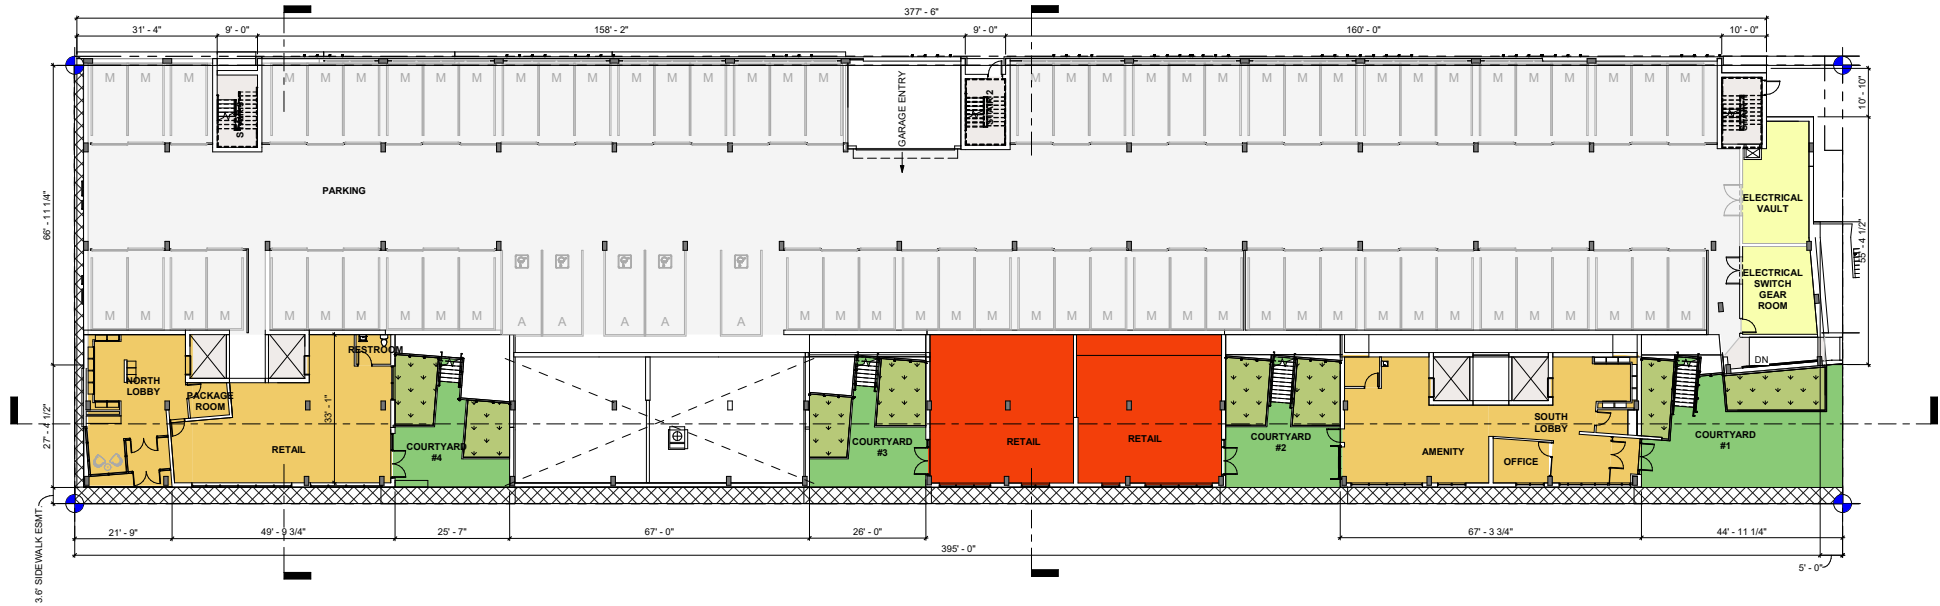 377' - 6"
31' - 4"
9' - 0"
158' - 2"
9' - 0"
160' - 0"
10' - 0"
M M M M M M M M M M M M M M M M M M M M M M M M M M M M M M M M M M M M
STAIR 2
GARAGE ENTRY
10' - 10"
PARKING
66' - 11 1/4"
ELECTRICAL
VAULT
55' - 4 1/2"
ELECTRICAL
SWITCH
GEAR
ROOM
M M M M M M M M M M A A A A A M M M M M M M M M M M M M M M M M M M M M M M M
RESTROOM
DN
NORTH
LOBBY
PACKAGE
ROOM
33' - 1"
27' - 4 1/2"
RETAIL
COURTYARD
#4
COURTYARD
#3
RETAIL
RETAIL
COURTYARD
#2
AMENITY
OFFICE
SOUTH
LOBBY
COURTYARD
#1
3.6' SIDEWALK ESMT
21' - 9"
49' - 9 3/4"
25' - 7"
67' - 0"
26' - 0"
67' - 3 3/4"
44' - 11 1/4"
395' - 0"
5' - 0"